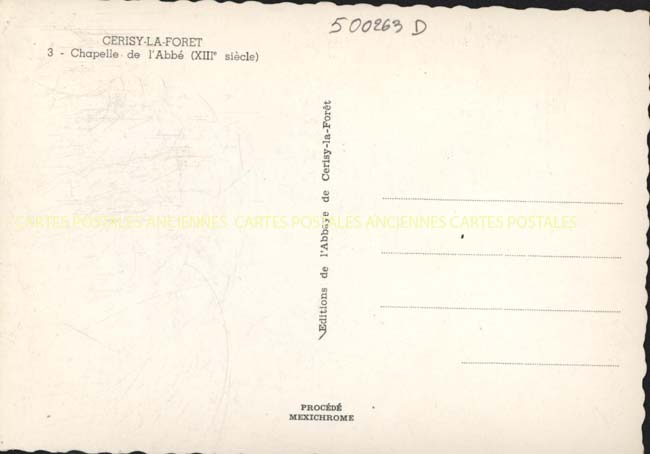 500263 D
CERISY-LA-FORET
3 - Chapelle de l'Abbé (XIIIe siècle)
Editions de l'Abbaye de Cerisy-la-Forêt
CARTES POSTALES ANCIENNES CARTES POSTALES ANCIENNES CARTES POSTALES
PROCÉDÉ
MEXICHROME